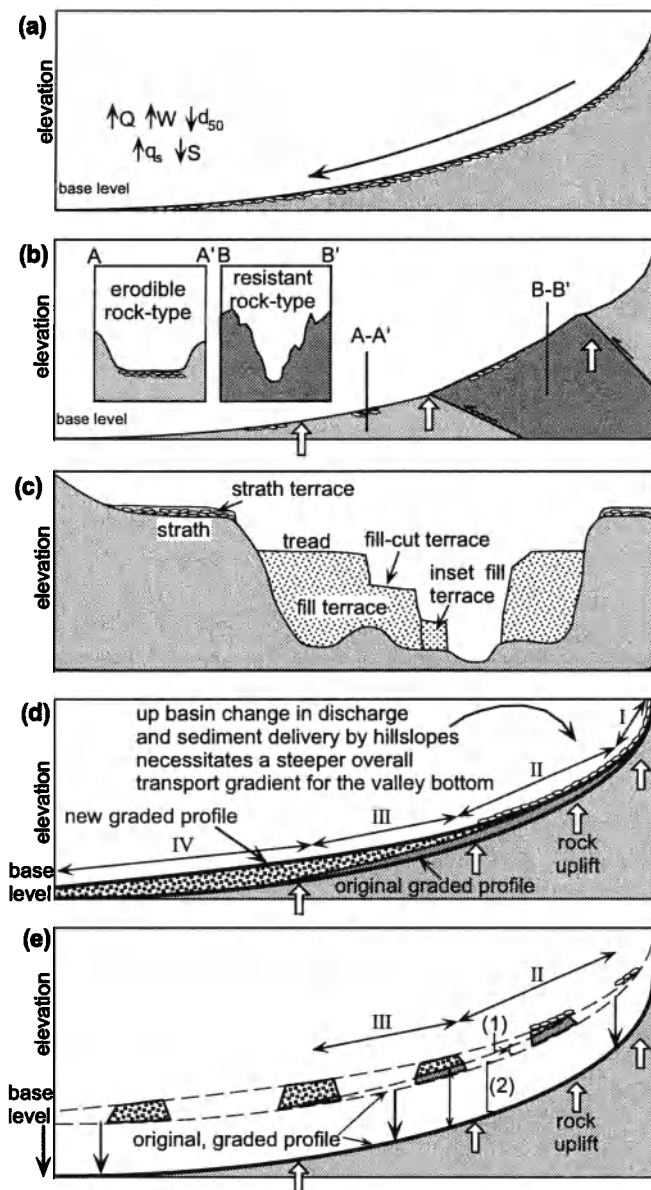 (a)
elevation
↑Q ↑W ↓d50
↑qs ↓S
base level
(b)
elevation
A A' B B'
erodible
rock-type
resistant
rock-type
A-A'
B-B'
base level
(c)
elevation
strath terrace
strath
tread
fill-cut terrace
inset fill
terrace
fill terrace
(d)
elevation
up basin change in discharge
and sediment delivery by hillslopes
necessitates a steeper overall
transport gradient for the valley bottom
I
II
III
IV
new graded profile
base
level
original graded profile
rock
uplift
(e)
elevation
II
III
(1)
(2)
base
level
original, graded profile
rock
uplift